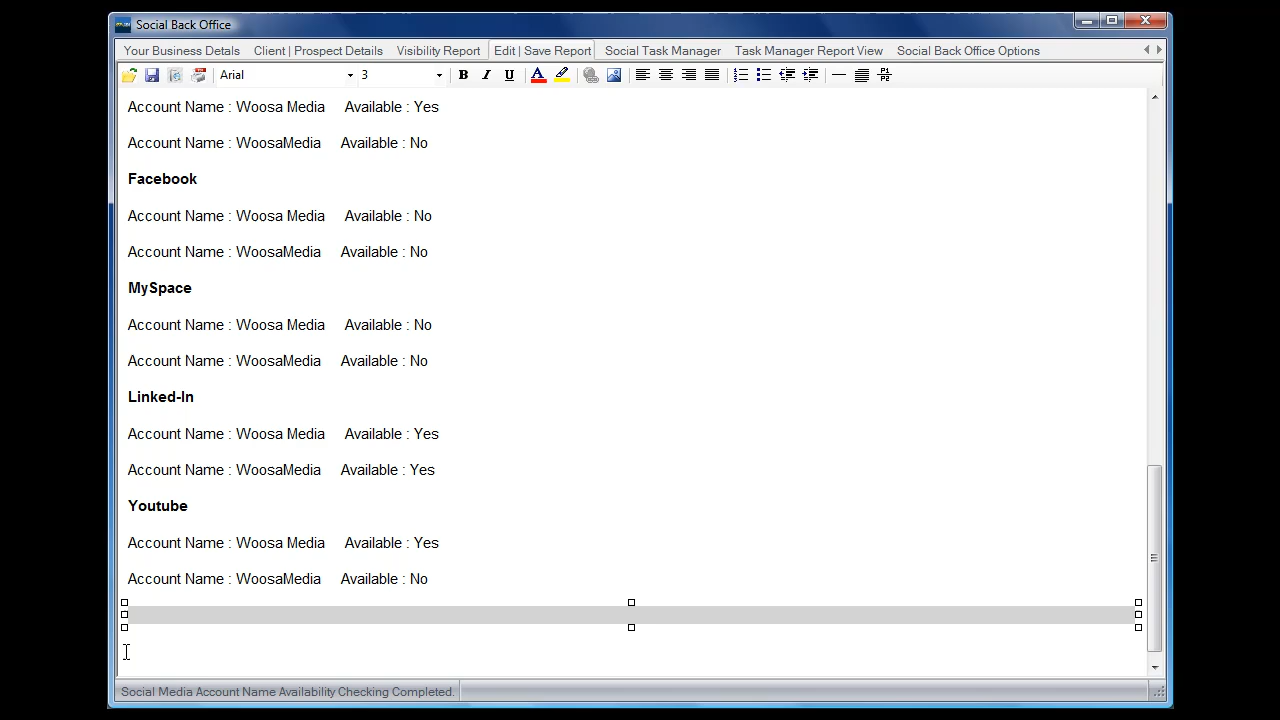 Social Back Office
Your Business Detals Client | Prospect Details Visibility Report Edit | Save Report Social Task Manager Task Manager Report View Social Back Office Options
Arial 3 B I U A
Account Name : Woosa Media Available : Yes
Account Name : WoosaMedia Available : No
Facebook
Account Name : Woosa Media Available : No
Account Name : WoosaMedia Available : No
MySpace
Account Name : Woosa Media Available : No
Account Name : WoosaMedia Available : No
Linked-In
Account Name : Woosa Media Available : Yes
Account Name : WoosaMedia Available : Yes
Youtube
Account Name : Woosa Media Available : Yes
Account Name : WoosaMedia Available : No
Social Media Account Name Availability Checking Completed.